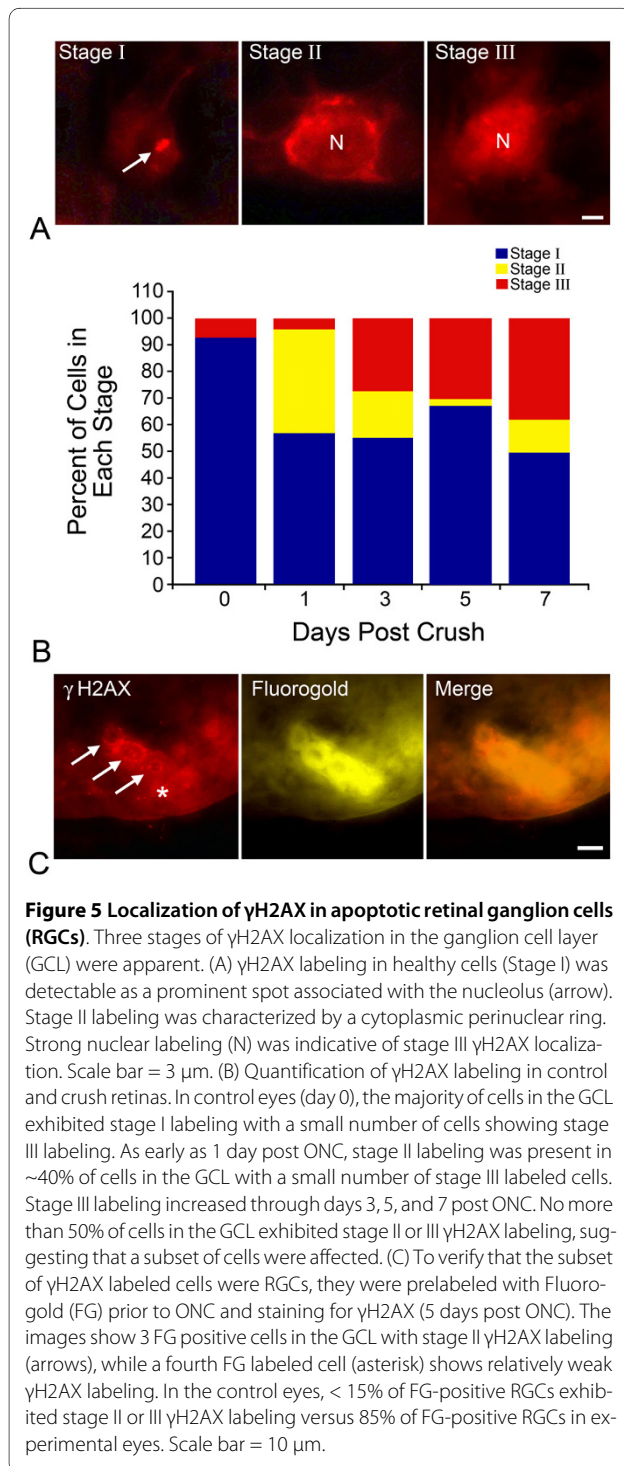 Stage I
Stage II
Stage III
N
N
A
Stage I
Stage II
Stage III
110
100
90
80
70
60
50
40
30
20
10
0
Percent of Cells in
Each Stage
0 1 3 5 7
Days Post Crush
B
γ H2AX
Fluorogold
Merge
*
C
Figure 5 Localization of γH2AX in apoptotic retinal ganglion cells
(RGCs). Three stages of γH2AX localization in the ganglion cell layer
(GCL) were apparent. (A) γH2AX labeling in healthy cells (Stage I) was
detectable as a prominent spot associated with the nucleolus (arrow).
Stage II labeling was characterized by a cytoplasmic perinuclear ring.
Strong nuclear labeling (N) was indicative of stage III γH2AX localiza-
tion. Scale bar = 3 μm. (B) Quantification of γH2AX labeling in control
and crush retinas. In control eyes (day 0), the majority of cells in the GCL
exhibited stage I labeling with a small number of cells showing stage
III labeling. As early as 1 day post ONC, stage II labeling was present in
~40% of cells in the GCL with a small number of stage III labeled cells.
Stage III labeling increased through days 3, 5, and 7 post ONC. No more
than 50% of cells in the GCL exhibited stage II or III γH2AX labeling, sug-
gesting that a subset of cells were affected. (C) To verify that the subset
of γH2AX labeled cells were RGCs, they were prelabeled with Fluoro-
gold (FG) prior to ONC and staining for γH2AX (5 days post ONC). The
images show 3 FG positive cells in the GCL with stage II γH2AX labeling
(arrows), while a fourth FG labeled cell (asterisk) shows relatively weak
γH2AX labeling. In the control eyes, < 15% of FG-positive RGCs exhib-
ited stage II or III γH2AX labeling versus 85% of FG-positive RGCs in ex-
perimental eyes. Scale bar = 10 μm.